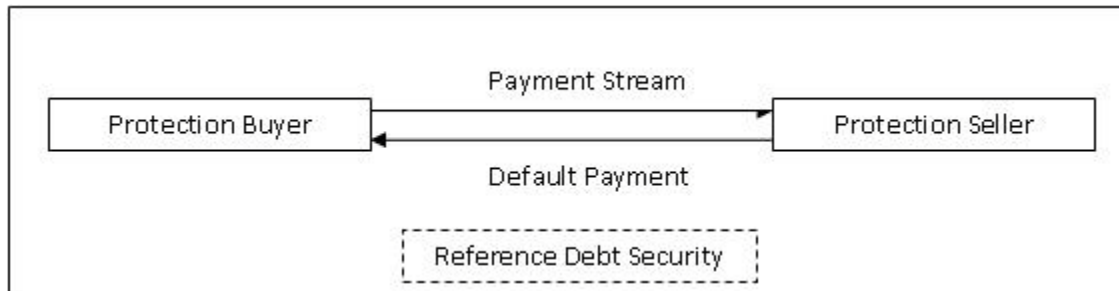 Payment Stream
Protection Buyer
Protection Seller
Default Payment
Reference Debt Security